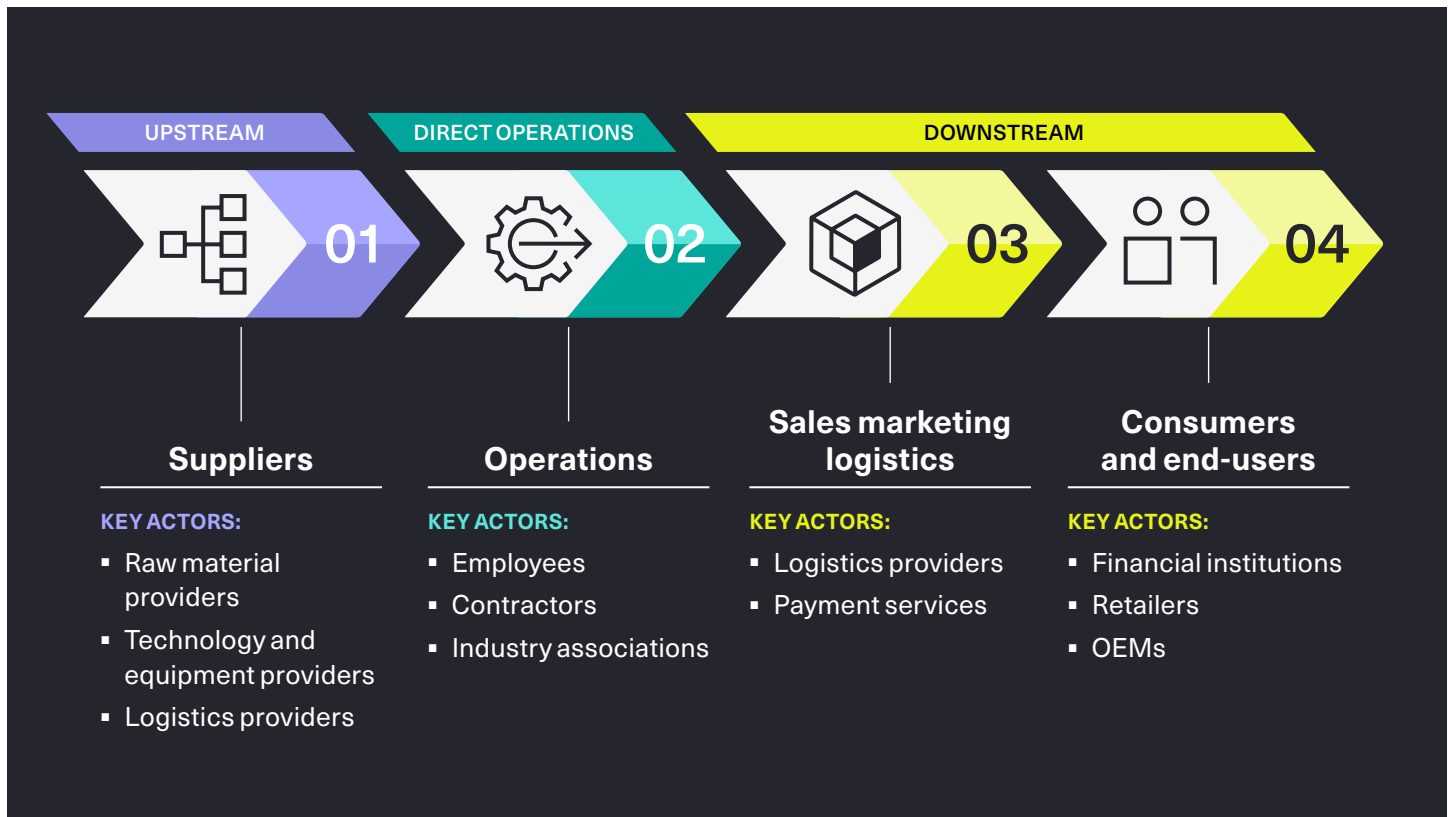 UPSTREAM
DIRECT OPERATIONS
DOWNSTREAM
01
02
03
04
Suppliers
KEY ACTORS:
▪ Raw material
providers
▪ Technology and
equipment providers
▪ Logistics providers
Operations
KEY ACTORS:
▪ Employees
▪ Contractors
▪ Industry associations
Sales marketing
logistics
KEY ACTORS:
▪ Logistics providers
▪ Payment services
Consumers
and end-users
KEY ACTORS:
▪ Financial institutions
▪ Retailers
▪ OEMs